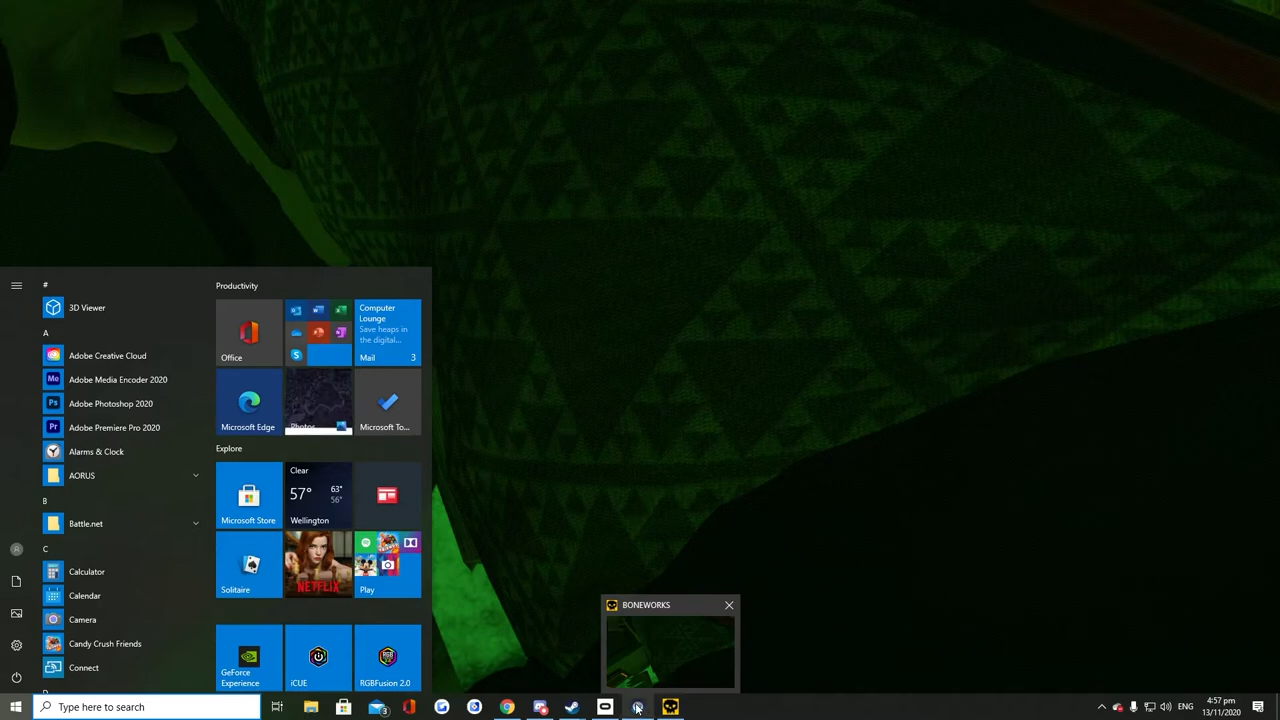 #
3D Viewer
A
Adobe Creative Cloud
Adobe Media Encoder 2020
Adobe Photoshop 2020
Adobe Premiere Pro 2020
Alarms & Clock
AORUS
B
Battle.net
C
Calculator
Calendar
Camera
Candy Crush Friends
Connect
Productivity
Office
Computer
Lounge
Save heaps in
the digital...
Mail 3
Microsoft Edge
Photos
Microsoft To...
Explore
Microsoft Store
Clear
57° 63°
56°
Wellington
Solitaire
NETFLIX
Play
GeForce
Experience
iCUE
RGBFusion 2.0
BONEWORKS
Type here to search
3
ENG
4:57 pm
13/11/2020